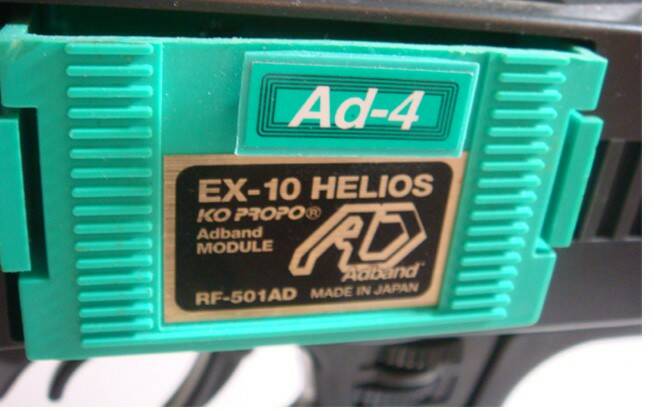 Ad-4
EX-10 HELIOS
KO PROPO®
Adband
MODULE
AD
Adband
RF-501AD MADE IN JAPAN